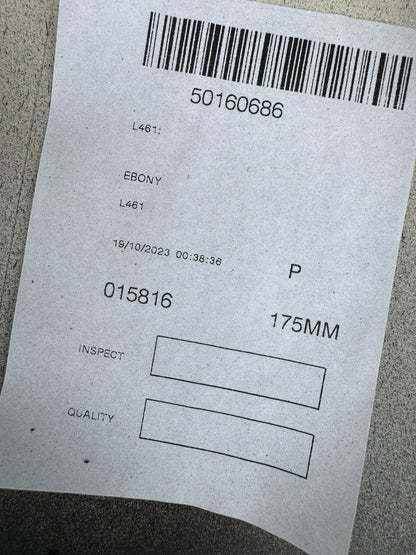 50160686
L461:
EBONY
L461
19/10/2023 00:38:36
P
015816
175MM
INSPECT
QUALITY